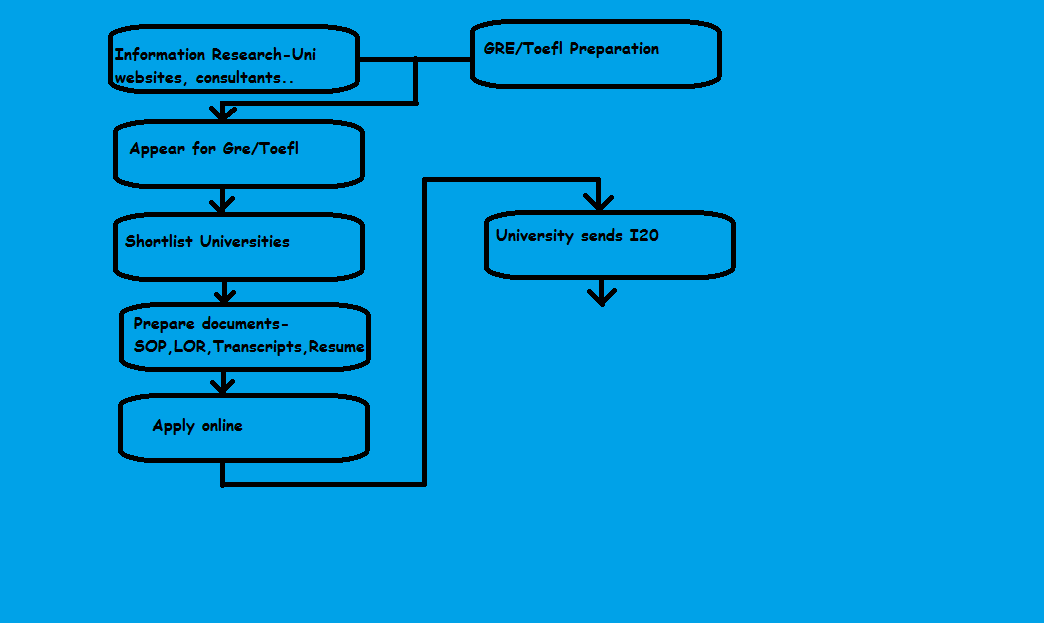 Information Research-Uni
websites, consultants..
GRE/Toefl Preparation
Appear for Gre/Toefl
Shortlist Universities
Prepare documents-
SOP,LOR,Transcripts,Resume
Apply online
University sends I20